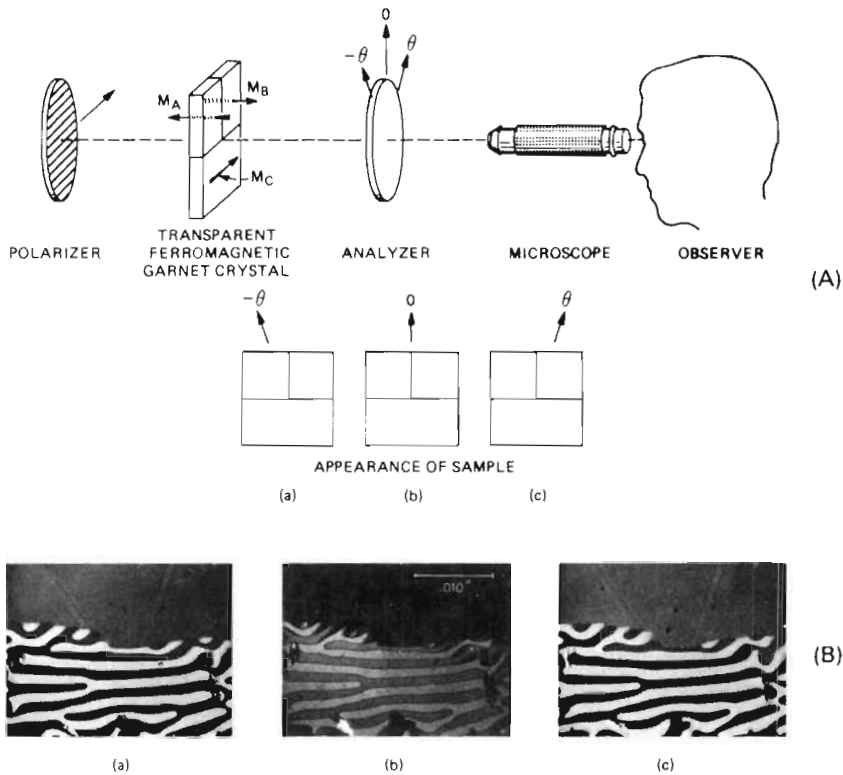 0
-θ
θ
M_A
M_B
M_C
POLARIZER
TRANSPARENT
FERROMAGNETIC
GARNET CRYSTAL
ANALYZER
MICROSCOPE
OBSERVER
(A)
-θ
0
θ
APPEARANCE OF SAMPLE
(a)
(b)
(c)
.010"
(B)
(a)
(b)
(c)